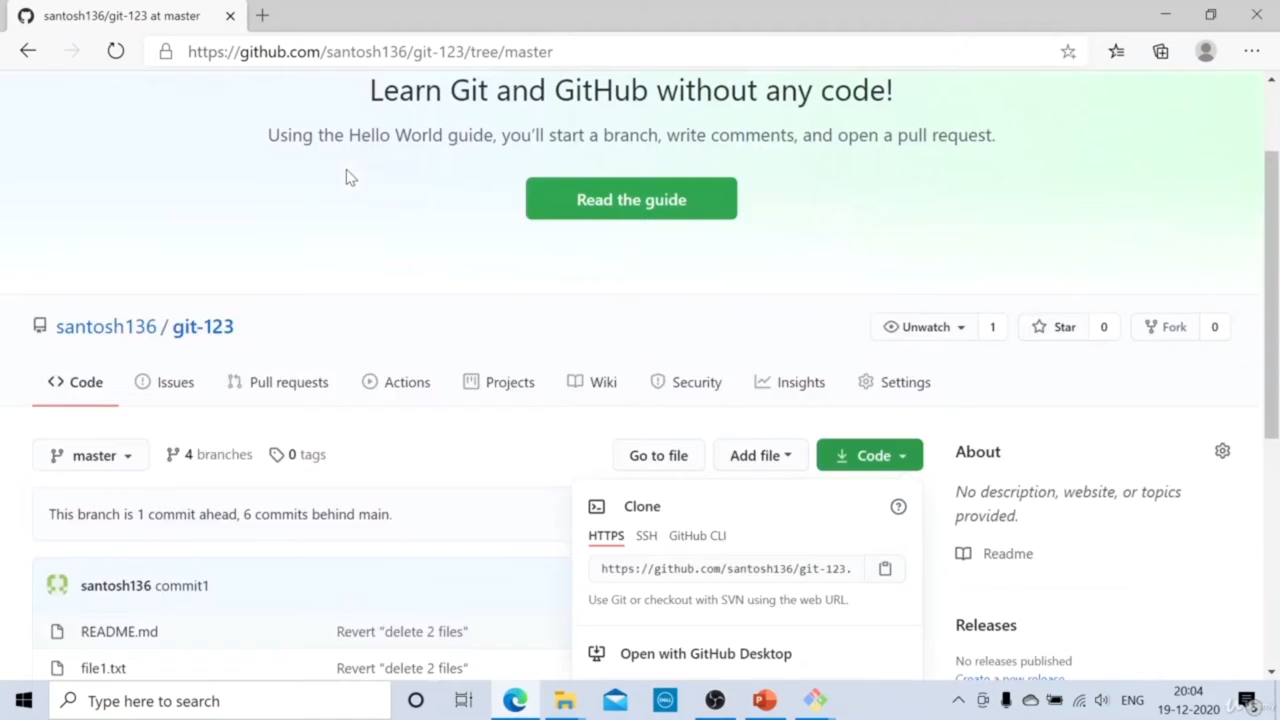 santosh136/git-123 at master
https://github.com/santosh136/git-123/tree/master
Learn Git and GitHub without any code!
Using the Hello World guide, you'll start a branch, write comments, and open a pull request.
Read the guide
santosh136 / git-123
Unwatch 1 Star 0 Fork 0
Code Issues Pull requests Actions Projects Wiki Security Insights Settings
master 4 branches 0 tags Go to file Add file Code About
No description, website, or topics
provided.
This branch is 1 commit ahead, 6 commits behind main.
Clone
HTTPS SSH GitHub CLI
https://github.com/santosh136/git-123.
Use Git or checkout with SVN using the web URL.
Open with GitHub Desktop
Readme
santosh136 commit1
README.md Revert "delete 2 files"
file1.txt Revert "delete 2 files"
Releases
No releases published
Create a new release
Type here to search
DELL
ENG
20:04
19-12-2020